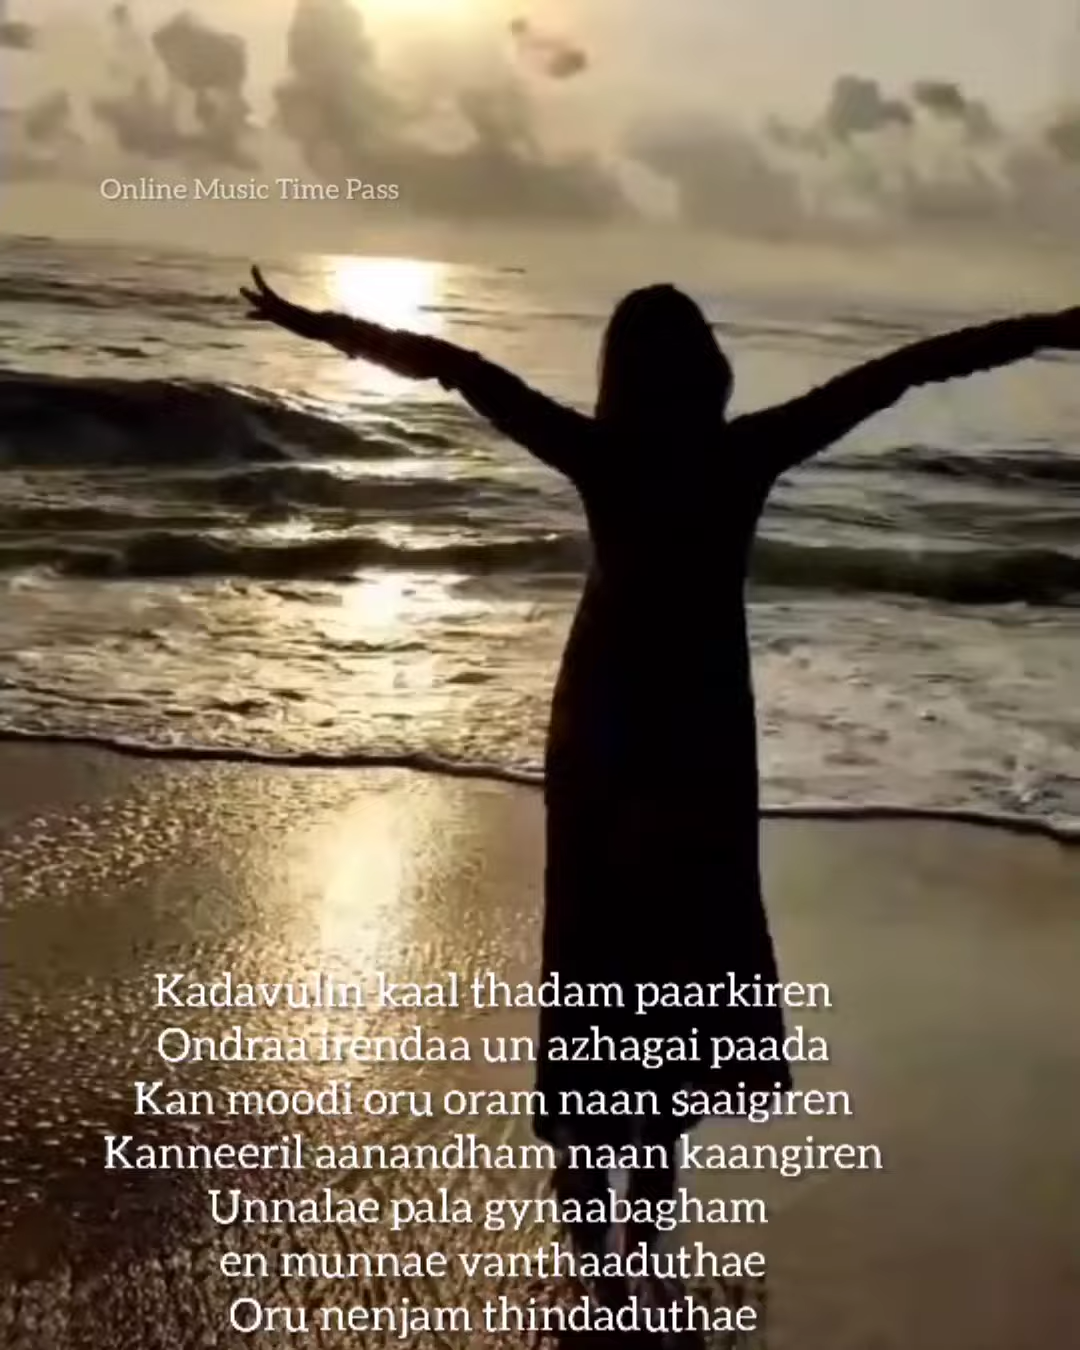 Online Music Time Pass
Kadavulin kaal thadam paarkiren
Ondraa irendaa un azhagai paada
Kan moodi oru oram naan saaigiren
Kanneeril aanandham naan kaangiren
Unnalae pala gynaabagham
en munnae vanthaaduthae
Oru nenjam thindaduthae